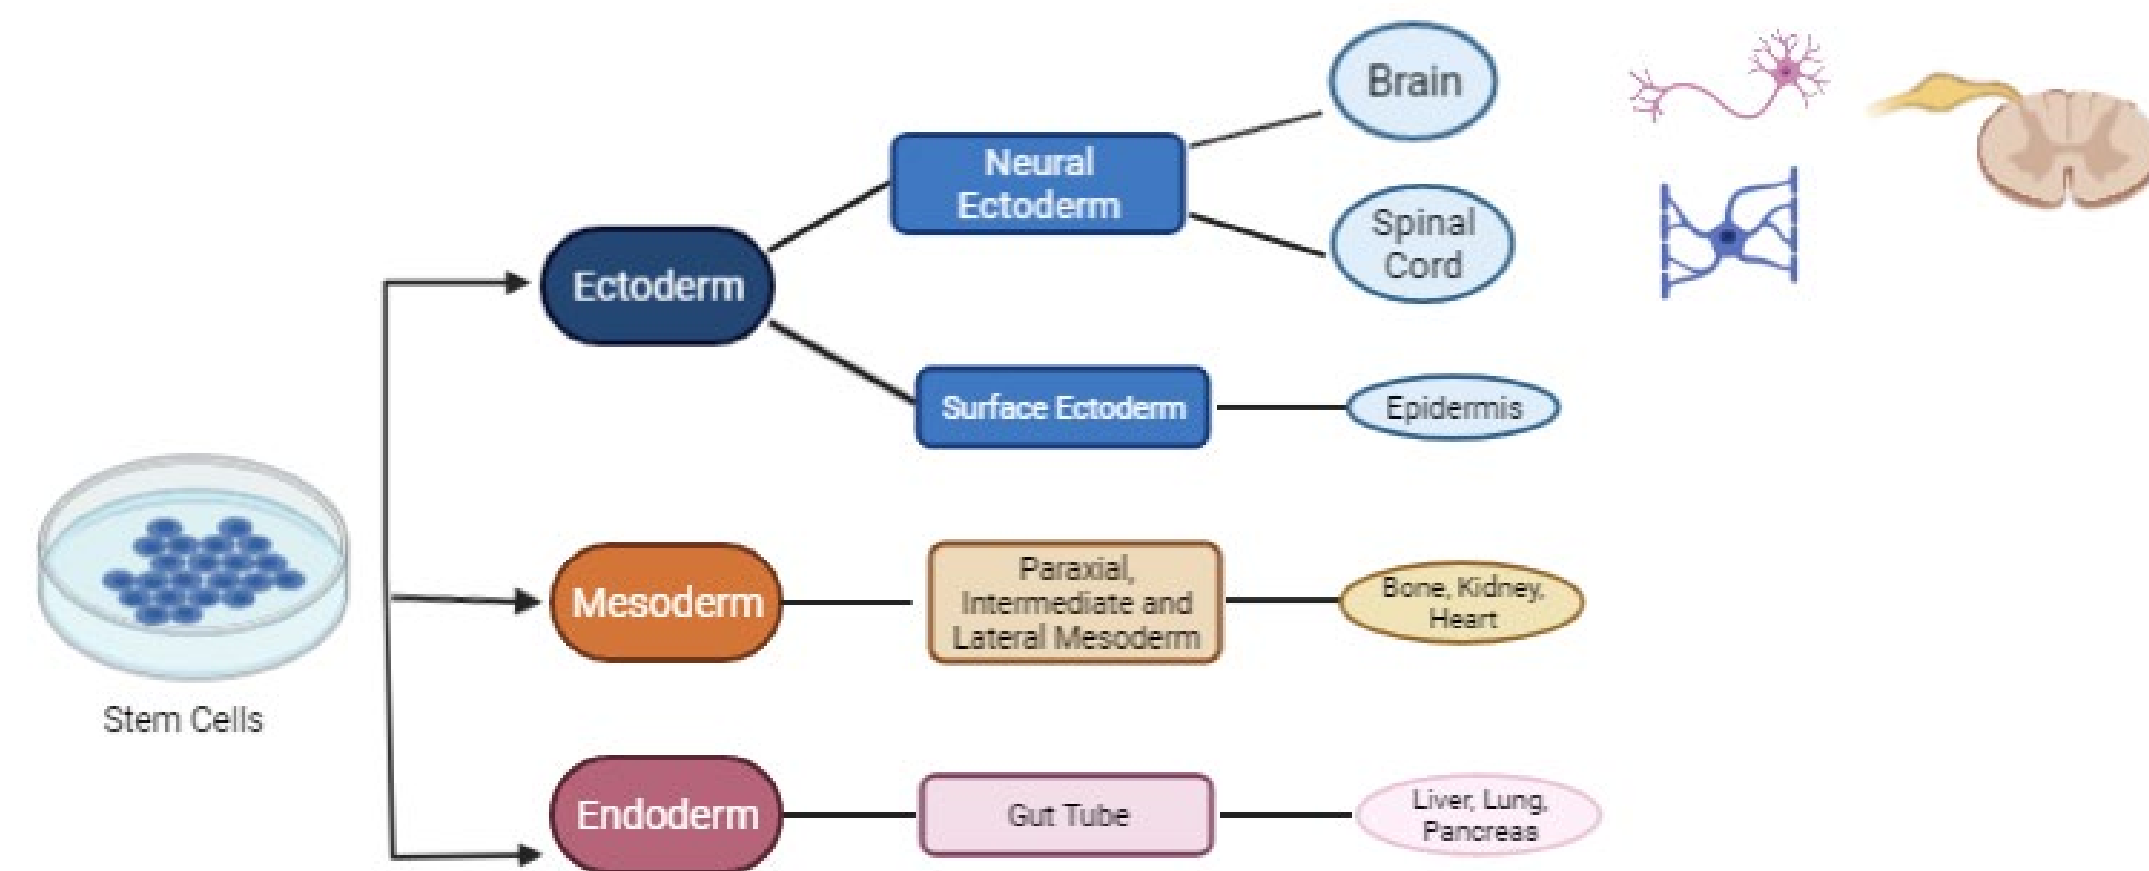 Brain
Neural
Ectoderm
Spinal
Cord
Ectoderm
Surface Ectoderm
Epidermis
Paraxial,
Intermediate and
Lateral Mesoderm
Mesoderm
Bone, Kidney,
Heart
Stem Cells
Endoderm
Gut Tube
Liver, Lung,
Pancreas